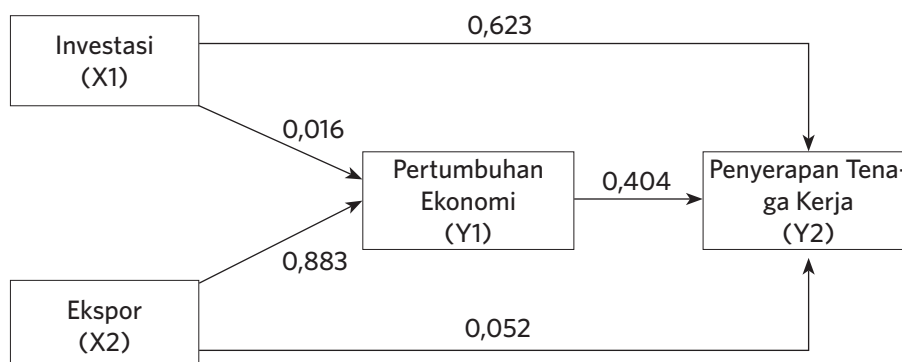 0,623
Investasi
(X1)
0,016
Pertumbuhan
Ekonomi
(Y1)
0,404
Penyerapan Tena-
ga Kerja
(Y2)
0,883
Ekspor
(X2)
0,052